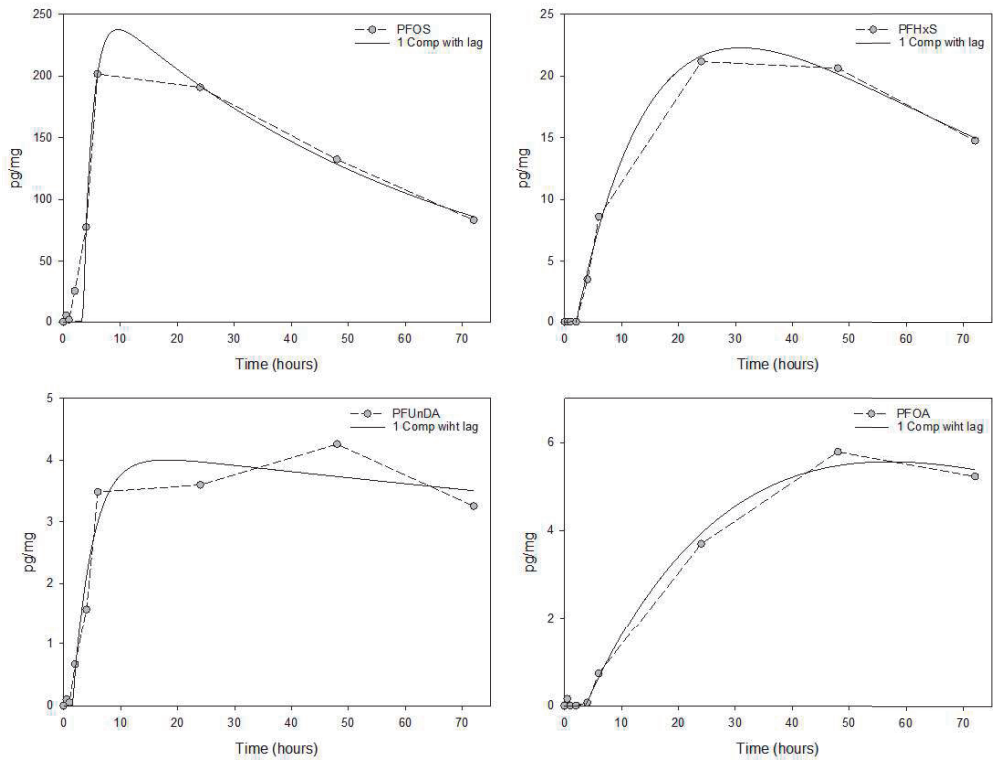 PFOS
1 Comp with lag
250
200
150
100
50
0
pg/mg
0 10 20 30 40 50 60 70
Time (hours)
PFHxS
1 Comp with lag
25
20
15
10
5
0
pg/mg
0 10 20 30 40 50 60 70
Time (hours)
PFUnDA
1 Comp wiht lag
5
4
3
2
1
0
pg/mg
0 10 20 30 40 50 60 70
Time (hours)
PFOA
1 Comp wiht lag
6
4
2
0
pg/mg
0 10 20 30 40 50 60 70
Time (hours)